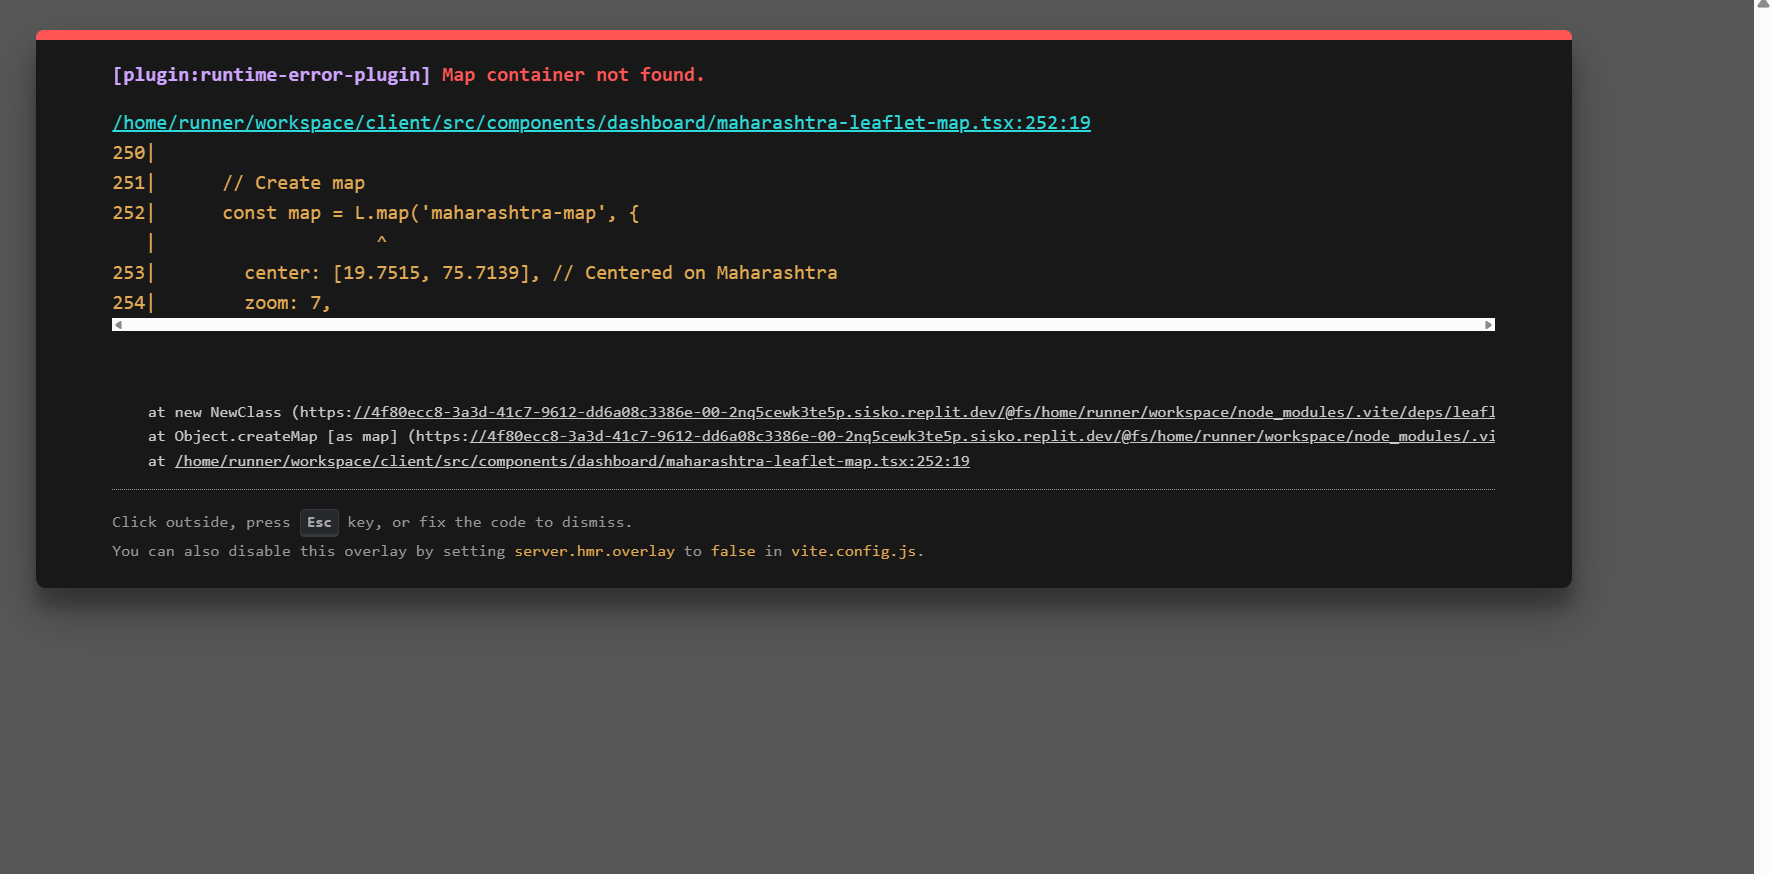 [plugin:runtime-error-plugin] Map container not found.
/home/runner/workspace/client/src/components/dashboard/maharashtra-leaflet-map.tsx:252:19
250|
251|      // Create map
252|      const map = L.map('maharashtra-map', {
   |                    ^
253|        center: [19.7515, 75.7139], // Centered on Maharashtra
254|        zoom: 7,
at new NewClass (https://4f80ecc8-3a3d-41c7-9612-dd6a08c3386e-00-2nq5cewk3te5p.sisko.replit.dev/@fs/home/runner/workspace/node_modules/.vite/deps/leafl
at Object.createMap [as map] (https://4f80ecc8-3a3d-41c7-9612-dd6a08c3386e-00-2nq5cewk3te5p.sisko.replit.dev/@fs/home/runner/workspace/node_modules/.vi
at /home/runner/workspace/client/src/components/dashboard/maharashtra-leaflet-map.tsx:252:19
Click outside, press Esc key, or fix the code to dismiss.
You can also disable this overlay by setting server.hmr.overlay to false in vite.config.js.